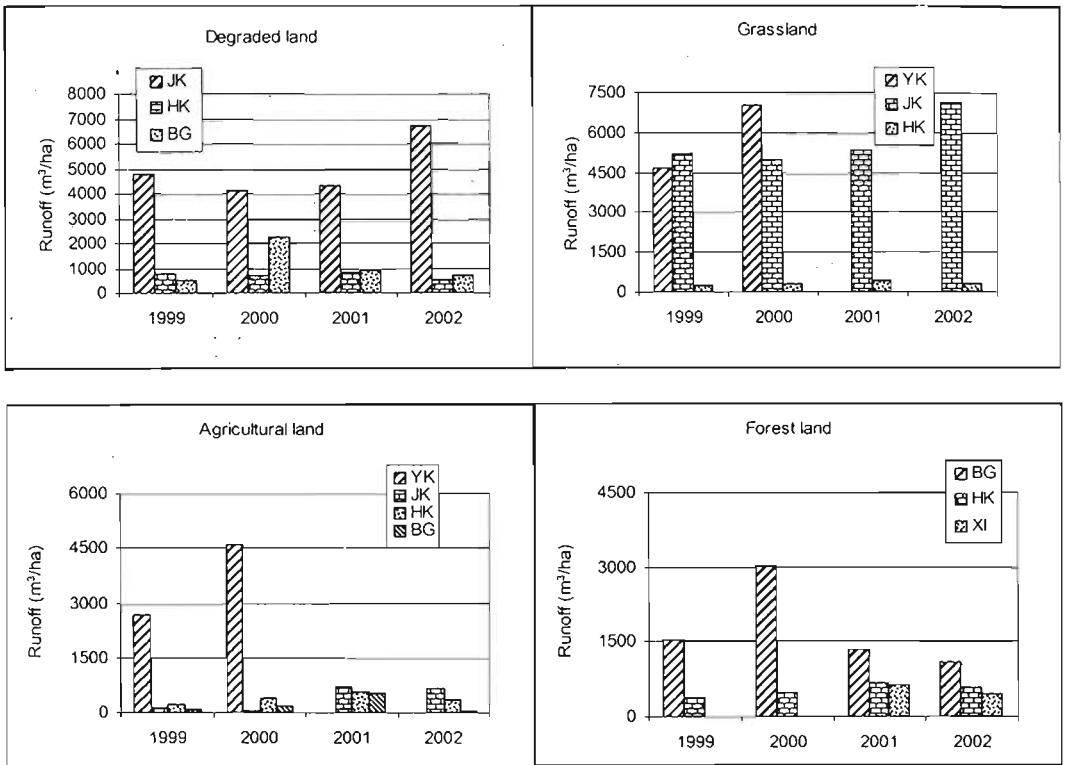 Degraded land
JK
HK
BG
8000
7000
6000
5000
4000
3000
2000
1000
0
Runoff (m³/ha)
1999 2000 2001 2002
Grassland
YK
JK
HK
7500
6000
4500
3000
1500
0
Runoff (m³/ha)
1999 2000 2001 2002
Agricultural land
YK
JK
HK
BG
6000
4500
3000
1500
0
Runoff (m³/ha)
1999 2000 2001 2002
Forest land
BG
HK
XI
4500
3000
1500
0
Runoff (m³/ha)
1999 2000 2001 2002